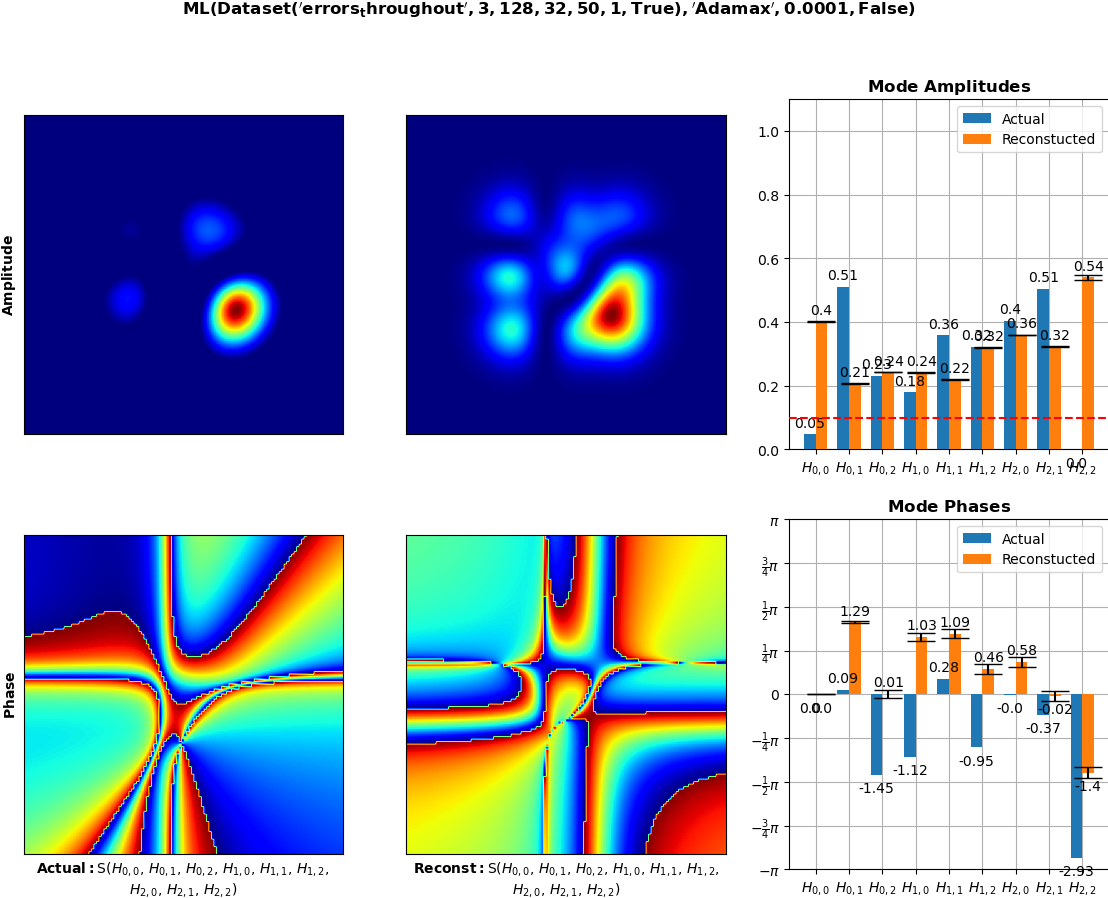 ML(Dataset('errors_throughout', 3, 128, 32, 50, 1, True), 'Adamax', 0.0001, False)
Amplitude
Mode Amplitudes
Actual
Reconstucted
1.0
0.8
0.6
0.4
0.2
0.0
0.05
0.4
0.51
0.21
0.23
0.24
0.18
0.24
0.36
0.22
0.32
0.32
0.4
0.36
0.51
0.32
0.0
0.54
H0,0 H0,1 H0,2 H1,0 H1,1 H1,2 H2,0 H2,1 H2,2
Phase
Mode Phases
Actual
Reconstucted
π
3/4π
1/2π
1/4π
0
−1/4π
−1/2π
−3/4π
−π
0.0
0.0
0.09
1.29
-1.45
0.01
-1.12
1.03
0.28
1.09
-0.95
0.46
-0.0
0.58
-0.37
-0.02
-2.93
-1.4
H0,0 H0,1 H0,2 H1,0 H1,1 H1,2 H2,0 H2,1 H2,2
Actual: S(H0,0, H0,1, H0,2, H1,0, H1,1, H1,2,
H2,0, H2,1, H2,2)
Reconst: S(H0,0, H0,1, H0,2, H1,0, H1,1, H1,2,
H2,0, H2,1, H2,2)